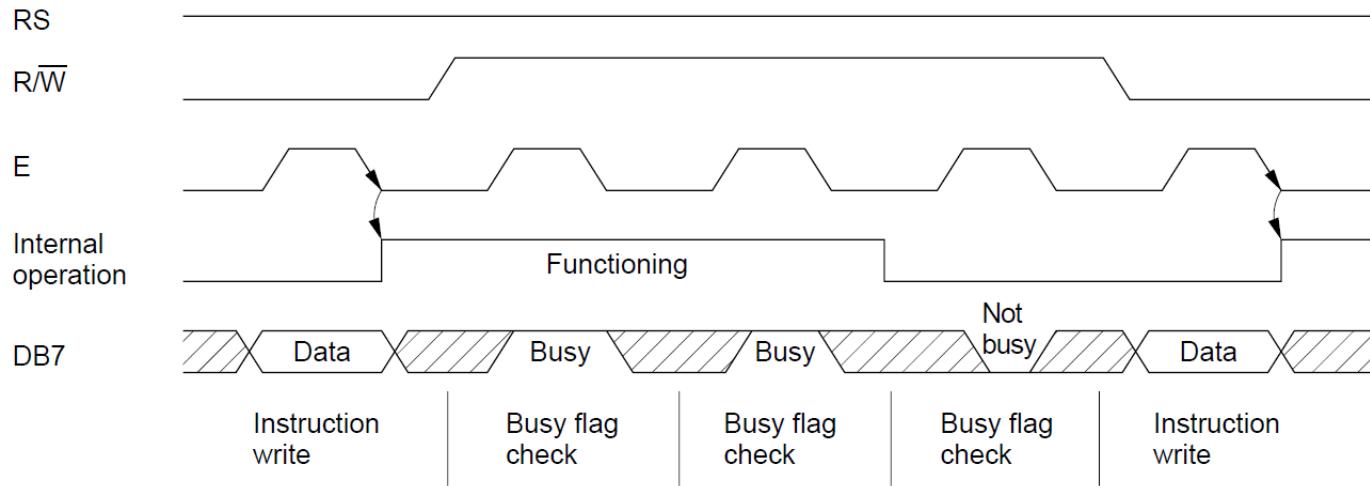 RS
R/W̅
E
Internal
operation
Functioning
DB7
Data
Busy
Busy
Not
busy
Data
Instruction
write
Busy flag
check
Busy flag
check
Busy flag
check
Instruction
write